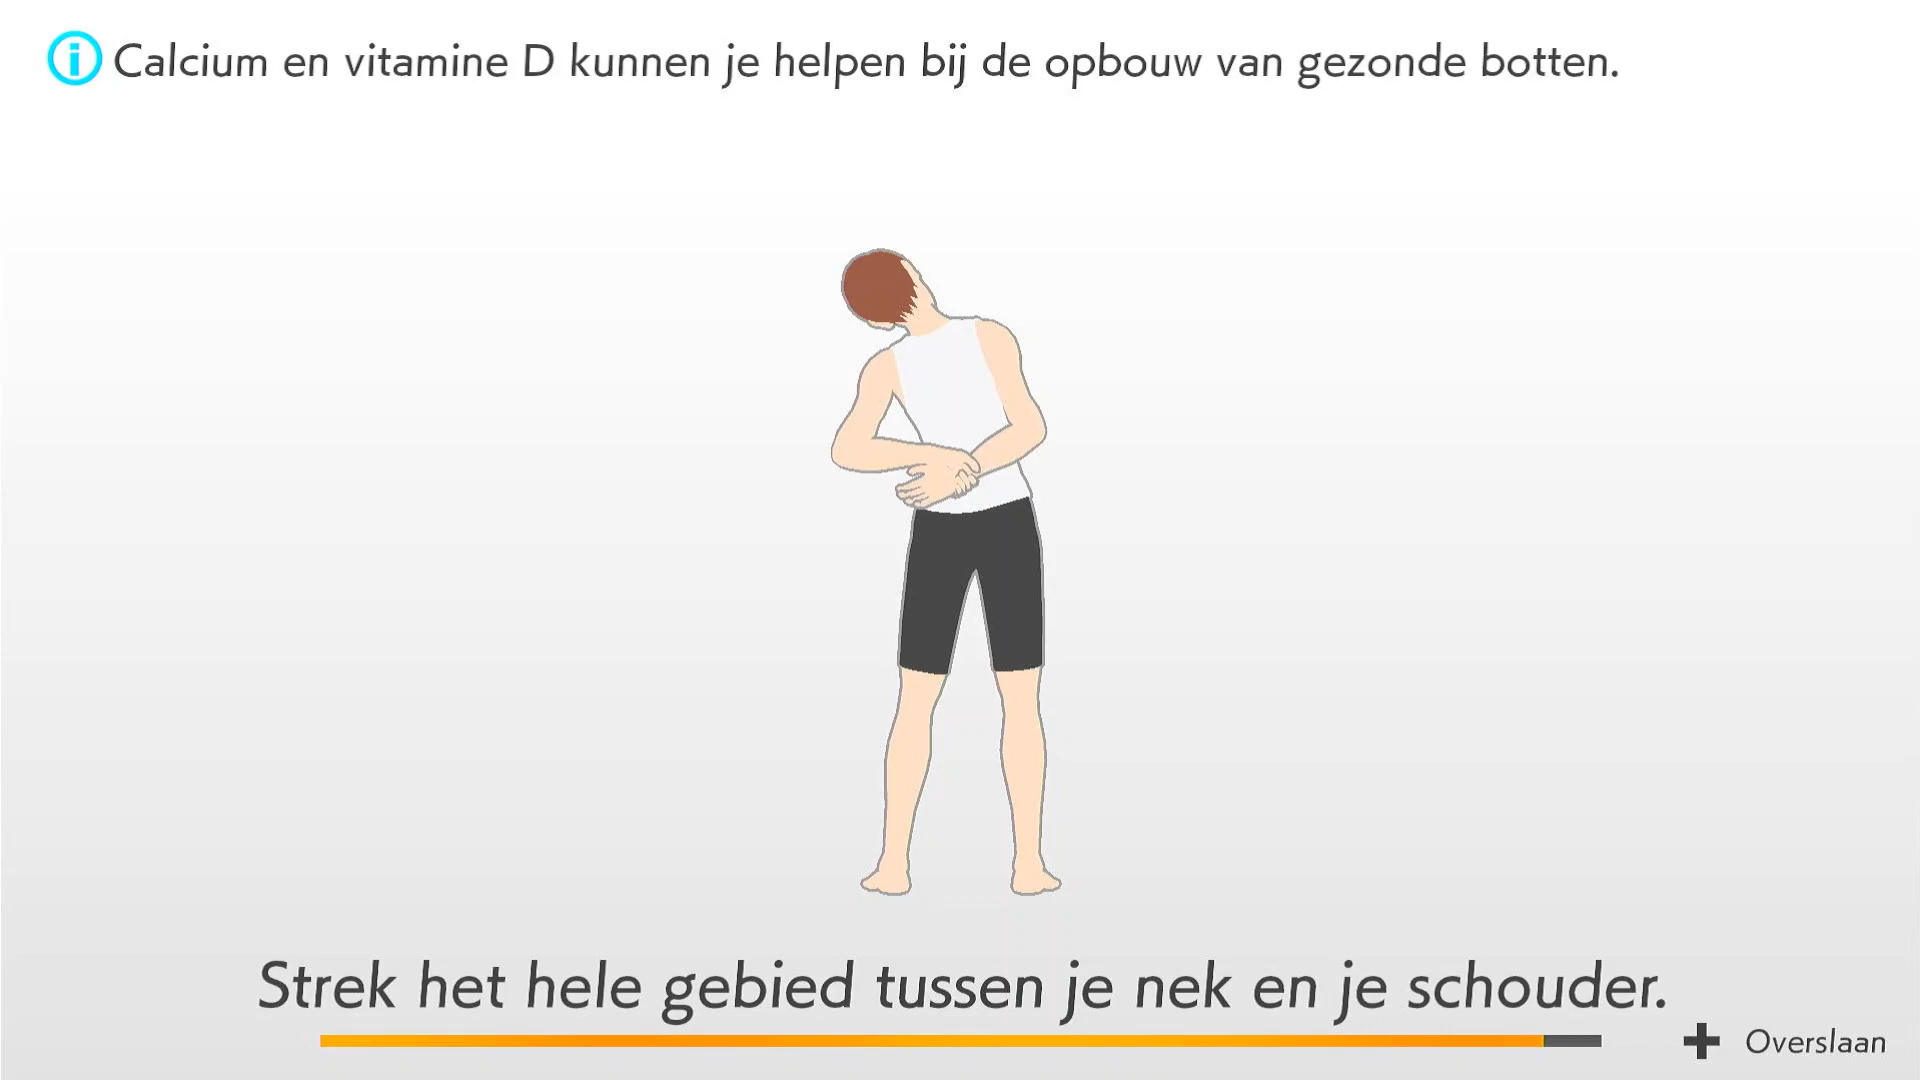 Calcium en vitamine D kunnen je helpen bij de opbouw van gezonde botten.
Strek het hele gebied tussen je nek en je schouder.
Overslaan